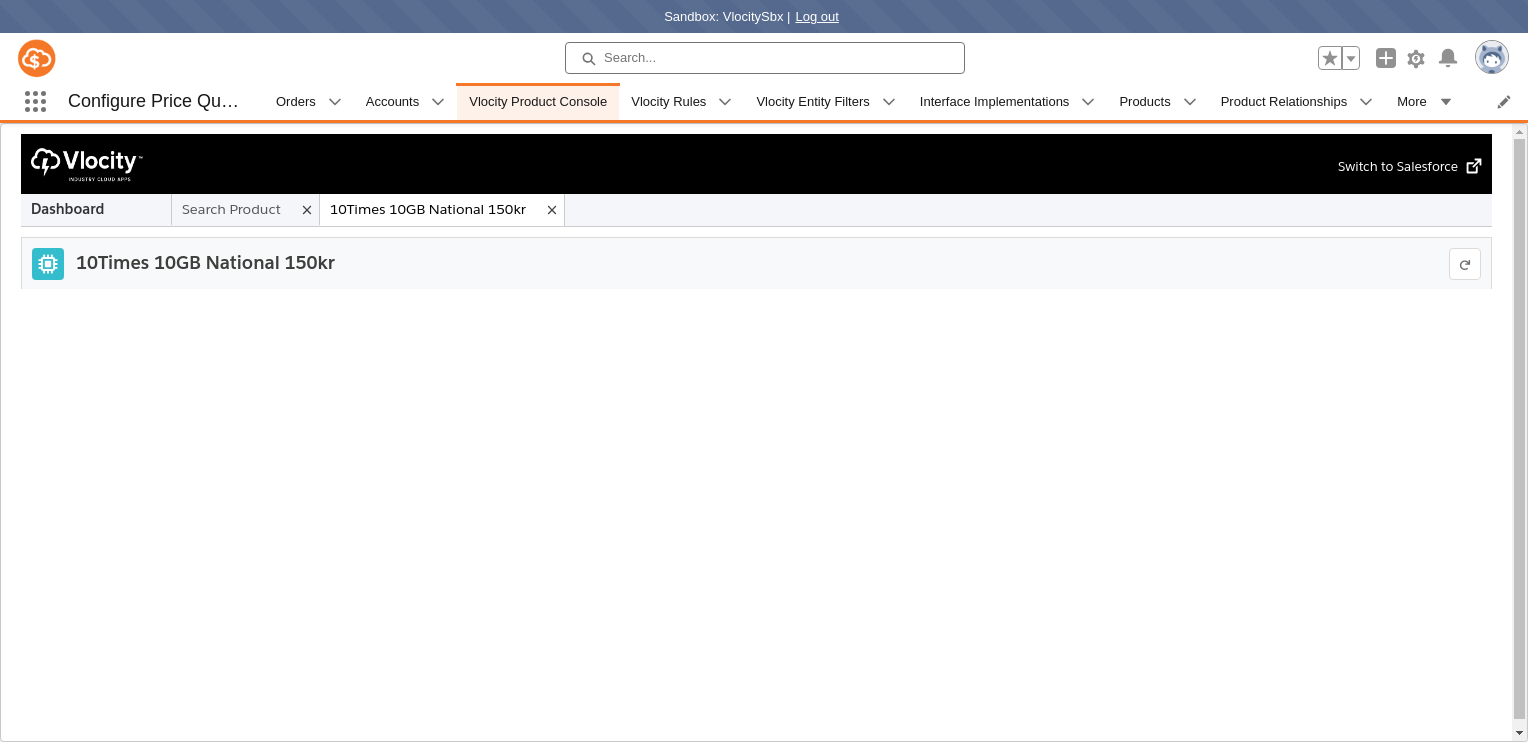 Sandbox: VlocitySbx | Log out
Search...
Configure Price Qu…
Orders
Accounts
Vlocity Product Console
Vlocity Rules
Vlocity Entity Filters
Interface Implementations
Products
Product Relationships
More
Vlocity™
INDUSTRY CLOUD APPS
Switch to Salesforce
Dashboard
Search Product
10Times 10GB National 150kr
10Times 10GB National 150kr